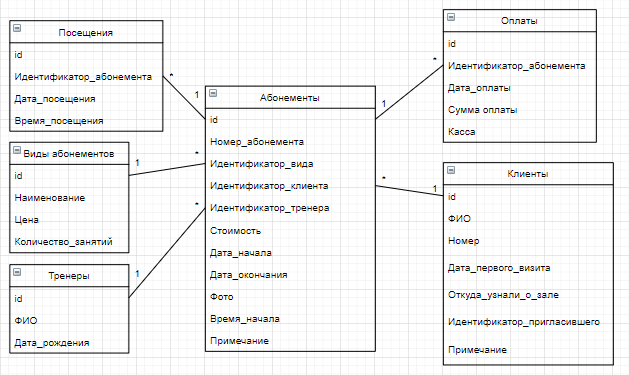 Посещения
id
Идентификатор_абонемента
Дата_посещения
Время_посещения
*
1
Виды абонементов
id
Наименование
Цена
Количество_занятий
1
*
Тренеры
id
ФИО
Дата_рождения
1
*
Абонементы
id
Номер_абонемента
Идентификатор_вида
Идентификатор_клиента
Идентификатор_тренера
Стоимость
Дата_начала
Дата_окончания
Фото
Время_начала
Примечание
1
*
Оплаты
id
Идентификатор_абонемента
Дата_оплаты
Сумма оплаты
Касса
*
1
Клиенты
id
ФИО
Номер
Дата_первого_визита
Откуда_узнали_о_зале
Идентификатор_пригласившего
Примечание